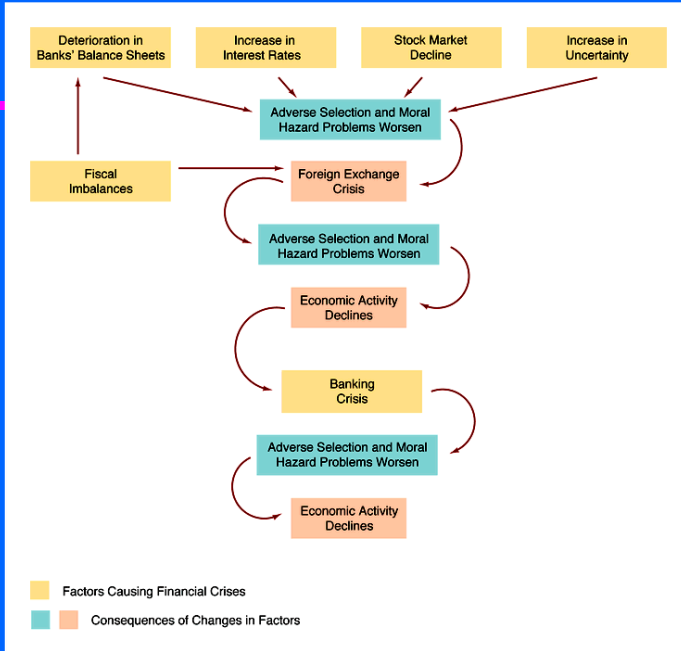 Deterioration in
Banks' Balance Sheets
Increase in
Interest Rates
Stock Market
Decline
Increase in
Uncertainty
Adverse Selection and Moral
Hazard Problems Worsen
Fiscal
Imbalances
Foreign Exchange
Crisis
Adverse Selection and Moral
Hazard Problems Worsen
Economic Activity
Declines
Banking
Crisis
Adverse Selection and Moral
Hazard Problems Worsen
Economic Activity
Declines
Factors Causing Financial Crises
Consequences of Changes in Factors